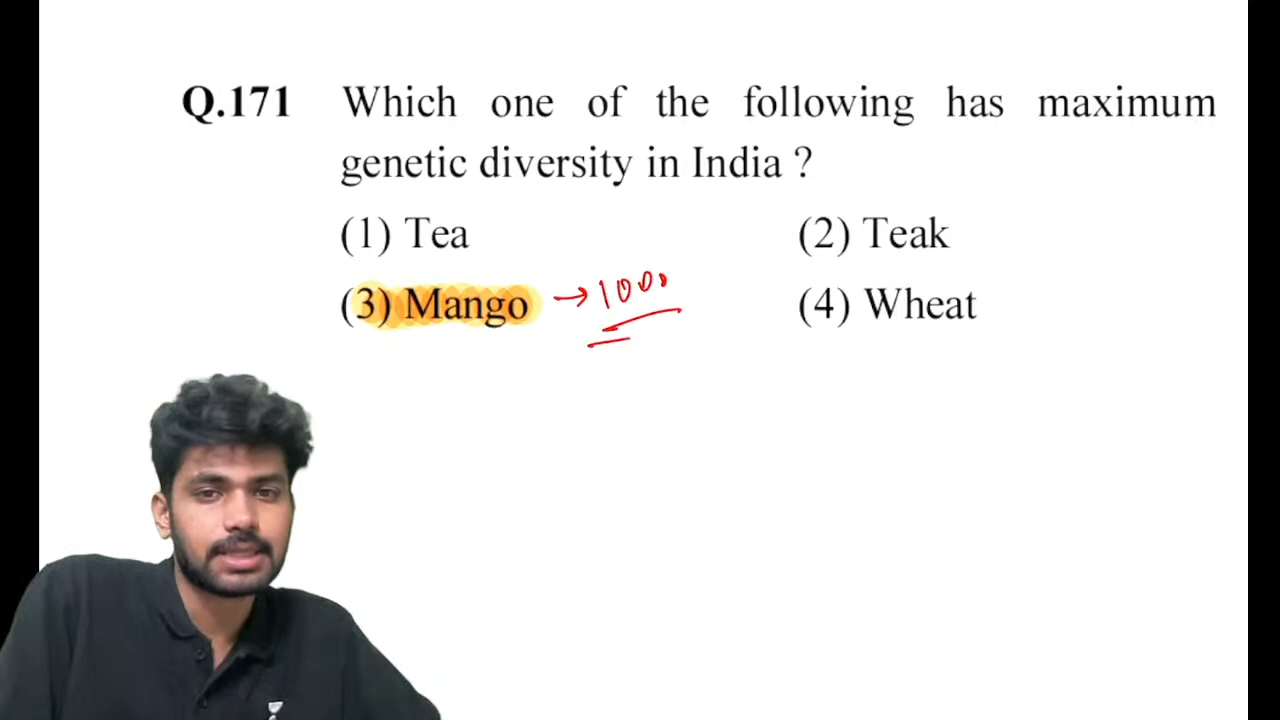 Q.171 Which one of the following has maximum
genetic diversity in India ?
(1) Tea (2) Teak
(3) Mango → 1000 (4) Wheat